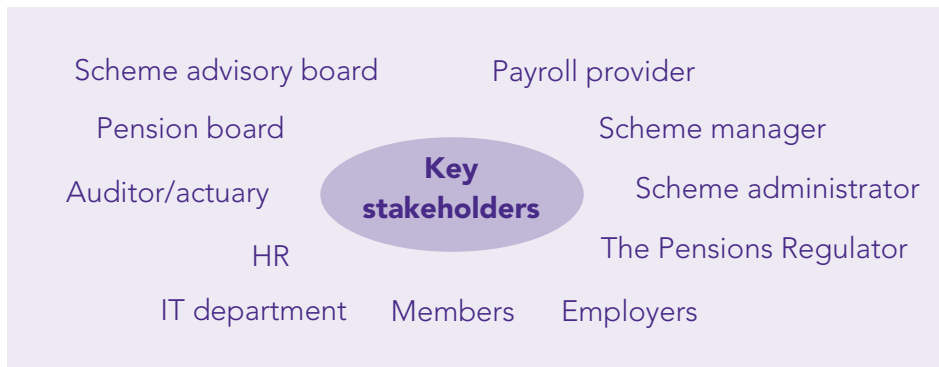 Scheme advisory board
Payroll provider
Pension board
Scheme manager
Key
stakeholders
Auditor/actuary
Scheme administrator
HR
The Pensions Regulator
IT department
Members
Employers